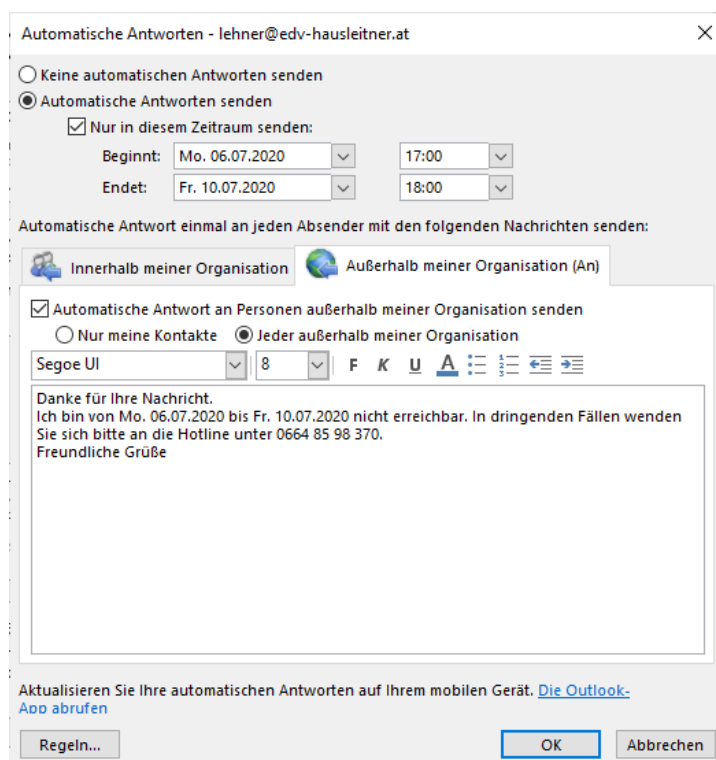 Automatische Antworten - lehner@edv-hausleitner.at
Keine automatischen Antworten senden
Automatische Antworten senden
Nur in diesem Zeitraum senden:
Beginnt: Mo. 06.07.2020 17:00
Endet: Fr. 10.07.2020 18:00
Automatische Antwort einmal an jeden Absender mit den folgenden Nachrichten senden:
Innerhalb meiner Organisation Außerhalb meiner Organisation (An)
Automatische Antwort an Personen außerhalb meiner Organisation senden
Nur meine Kontakte Jeder außerhalb meiner Organisation
Segoe UI 8 F K U A
Danke für Ihre Nachricht.
Ich bin von Mo. 06.07.2020 bis Fr. 10.07.2020 nicht erreichbar. In dringenden Fällen wenden
Sie sich bitte an die Hotline unter 0664 85 98 370.
Freundliche Grüße
Aktualisieren Sie Ihre automatischen Antworten auf Ihrem mobilen Gerät. Die Outlook-
App abrufen
Regeln... OK Abbrechen